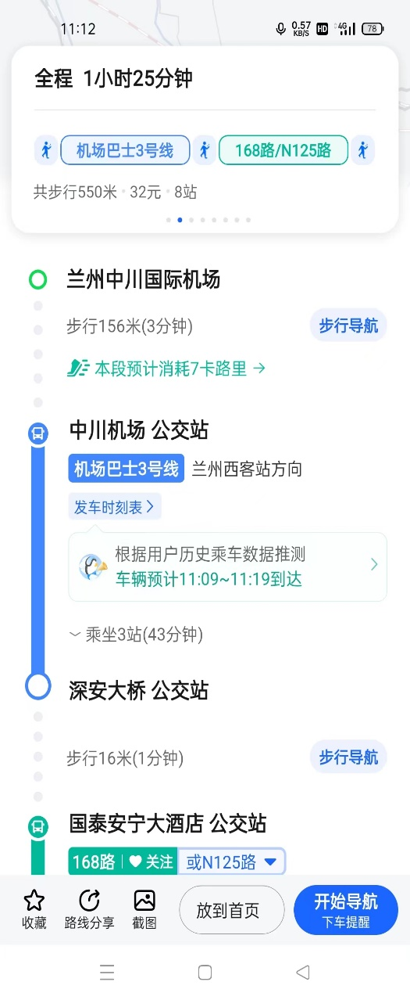 11:12
0.57
KB/S
HD
4G
78
全程 1小时25分钟
机场巴士3号线
168路/N125路
共步行550米·32元·8站
兰州中川国际机场
步行156米(3分钟)
步行导航
本段预计消耗7卡路里 →
中川机场 公交站
机场巴士3号线 兰州西客站方向
发车时刻表
根据用户历史乘车数据推测
车辆预计11:09~11:19到达
乘坐3站(43分钟)
深安大桥 公交站
步行16米(1分钟)
步行导航
国泰安宁大酒店 公交站
168路 关注 或N125路
收藏
路线分享
截图
放到首页
开始导航
下车提醒